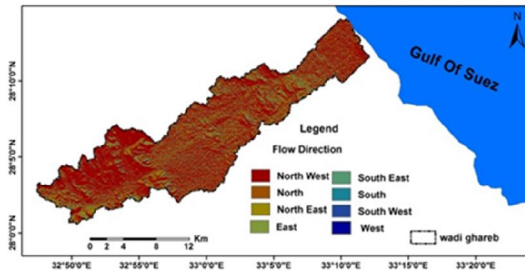 N
Gulf Of Suez
28°10'0"N
28°5'0"N
28°0'0"N
Legend
Flow Direction
North West
North
North East
East
South East
South
South West
West
wadi ghareb
0 2 4 8 12
Km
32°50'0"E 32°55'0"E 33°0'0"E 33°5'0"E 33°10'0"E 33°15'0"E 33°20'0"E